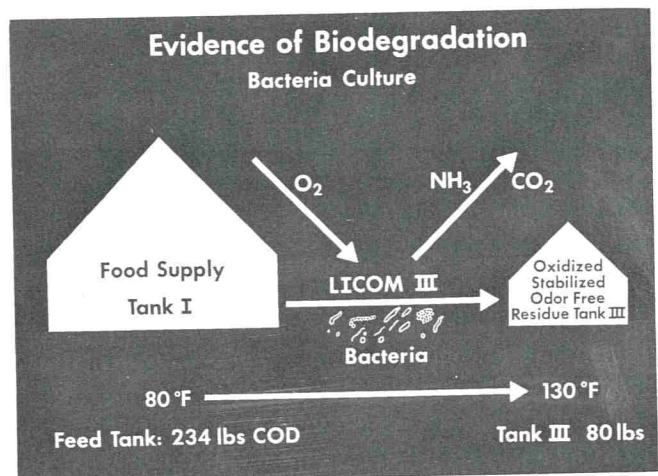 Evidence of Biodegradation
Bacteria Culture
O₂
NH₃ CO₂
Food Supply
Tank I
LICOM III
Bacteria
Oxidized
Stabilized
Odor Free
Residue Tank III
80 °F
130 °F
Feed Tank: 234 lbs COD
Tank III 80 lbs